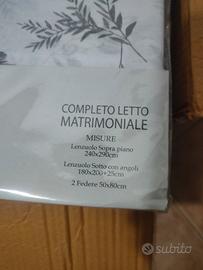 COMPLETO LETTO
MATRIMONIALE
MISURE
Lenzuolo Sopra piano
240x290cm
Lenzuolo Sotto con angoli
180x200+25cm
2 Federe 50x80cm
subito